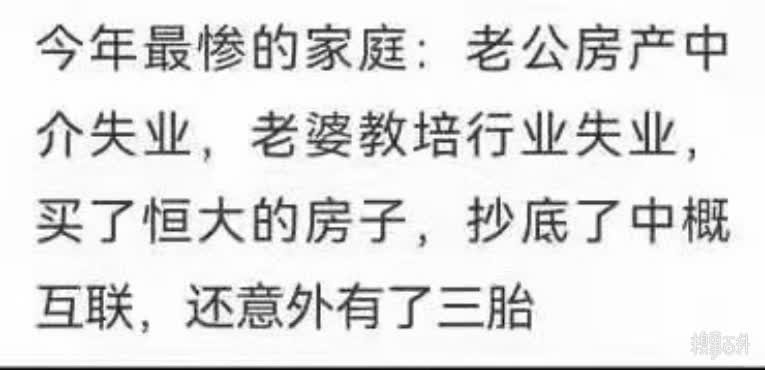 今年最惨的家庭：老公房产中
介失业，老婆教培行业失业，
买了恒大的房子，抄底了中概
互联，还意外有了三胎